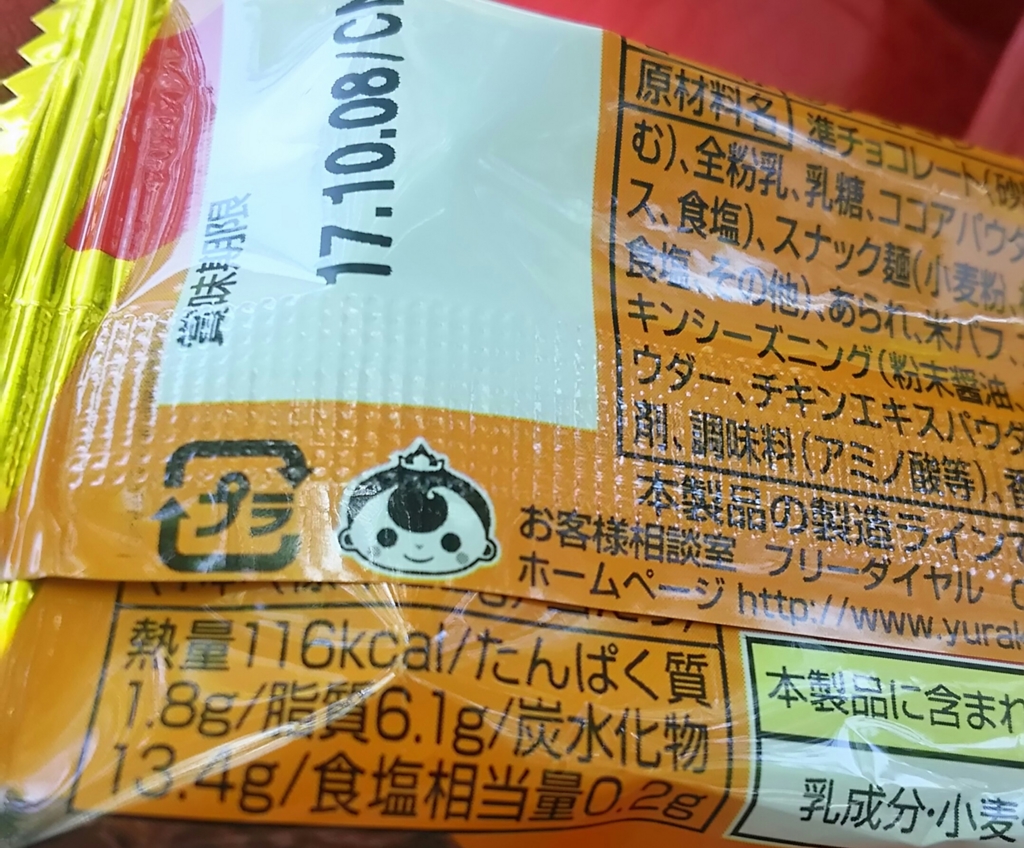 賞味期限
17.10.08/CN
原材料名 準チョコレート(砂
む)、全粉乳、乳糖、ココアパウダ
ス、食塩)、スナック麺(小麦粉、
食塩、その他)、あられ、米パフ、
キンシーズニング(粉末醤油、
ウダー、チキンエキスパウダ
剤、調味料(アミノ酸等)、香
本製品の製造ラインで
プラ
お客様相談室 フリーダイヤル
ホームページ http://www.yurak
熱量116kcal/たんぱく質
1.8g/脂質6.1g/炭水化物
13.4g/食塩相当量0.2g
本製品に含まれ
乳成分・小麦